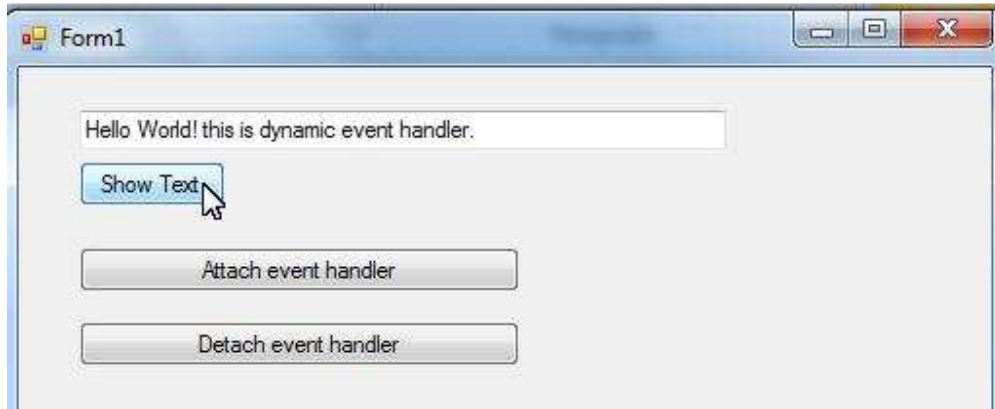 Form1
Hello World! this is dynamic event handler.
Show Text
Attach event handler
Detach event handler